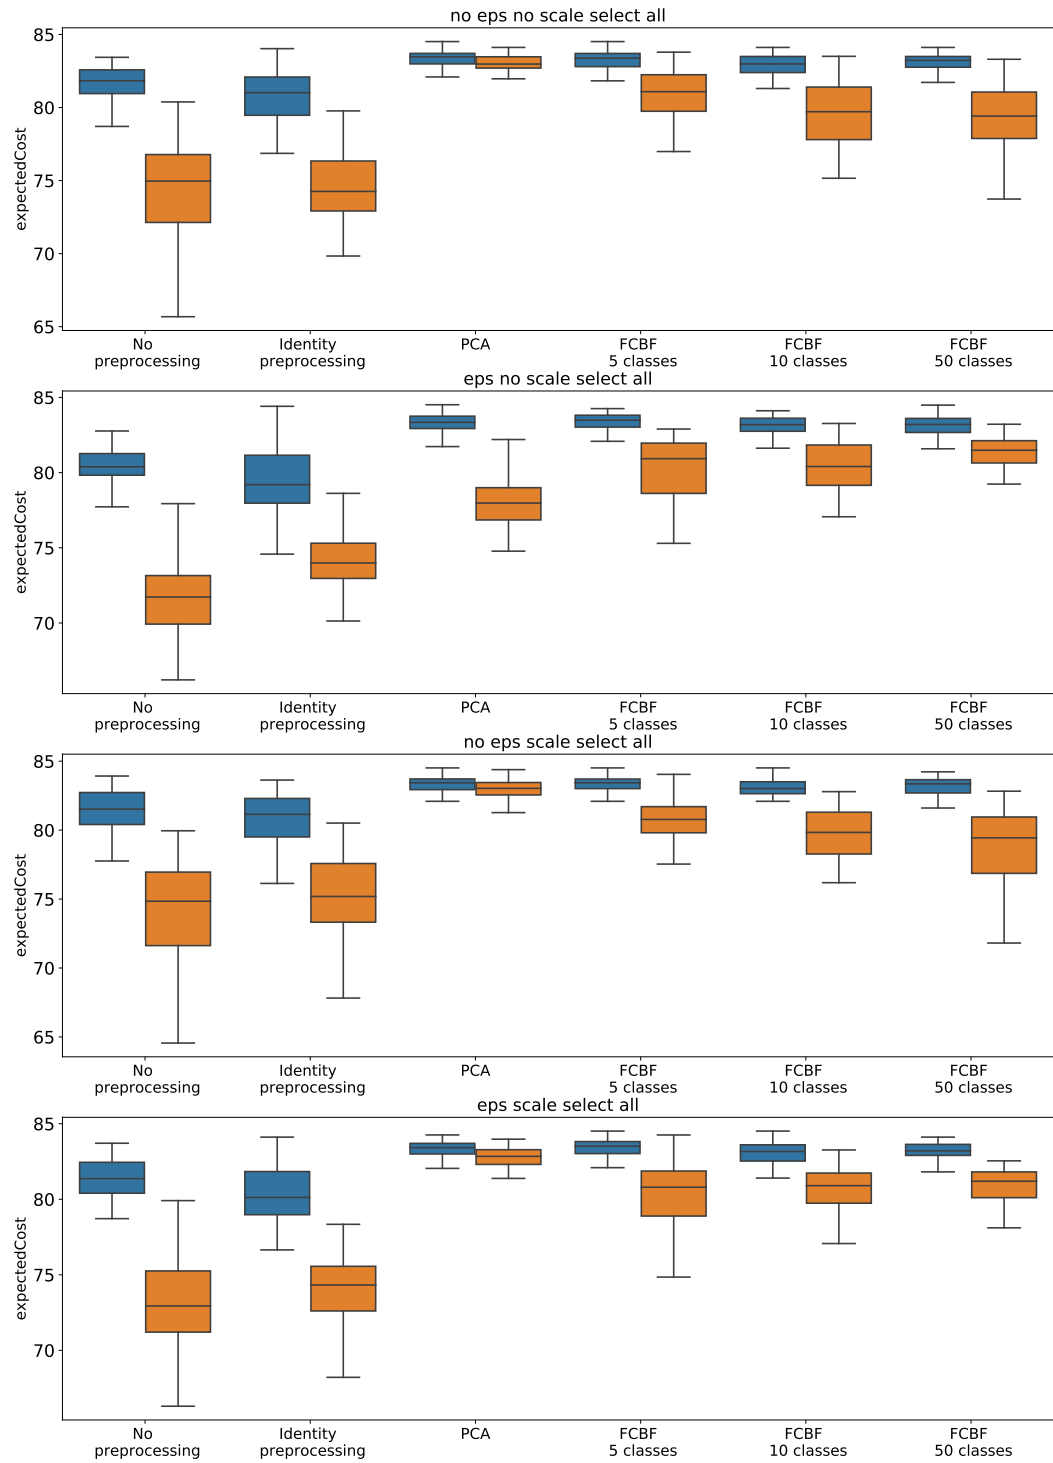 no eps no scale select all
85
80
75
70
65
expectedCost
No preprocessing
Identity preprocessing
PCA
FCBF 5 classes
FCBF 10 classes
FCBF 50 classes
eps no scale select all
85
80
75
70
expectedCost
No preprocessing
Identity preprocessing
PCA
FCBF 5 classes
FCBF 10 classes
FCBF 50 classes
no eps scale select all
85
80
75
70
65
expectedCost
No preprocessing
Identity preprocessing
PCA
FCBF 5 classes
FCBF 10 classes
FCBF 50 classes
eps scale select all
85
80
75
70
expectedCost
No preprocessing
Identity preprocessing
PCA
FCBF 5 classes
FCBF 10 classes
FCBF 50 classes